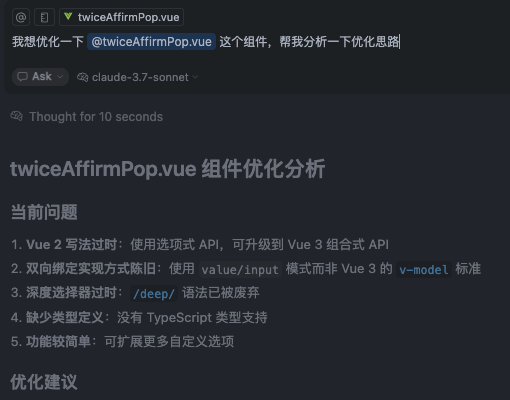 @ twiceAffirmPop.vue
我想优化一下 @twiceAffirmPop.vue 这个组件，帮我分析一下优化思路
Ask claude-3.7-sonnet
Thought for 10 seconds
twiceAffirmPop.vue 组件优化分析
当前问题
1. Vue 2 写法过时：使用选项式 API，可升级到 Vue 3 组合式 API
2. 双向绑定实现方式陈旧：使用 value/input 模式而非 Vue 3 的 v-model 标准
3. 深度选择器过时：/deep/ 语法已被废弃
4. 缺少类型定义：没有 TypeScript 类型支持
5. 功能较简单：可扩展更多自定义选项
优化建议